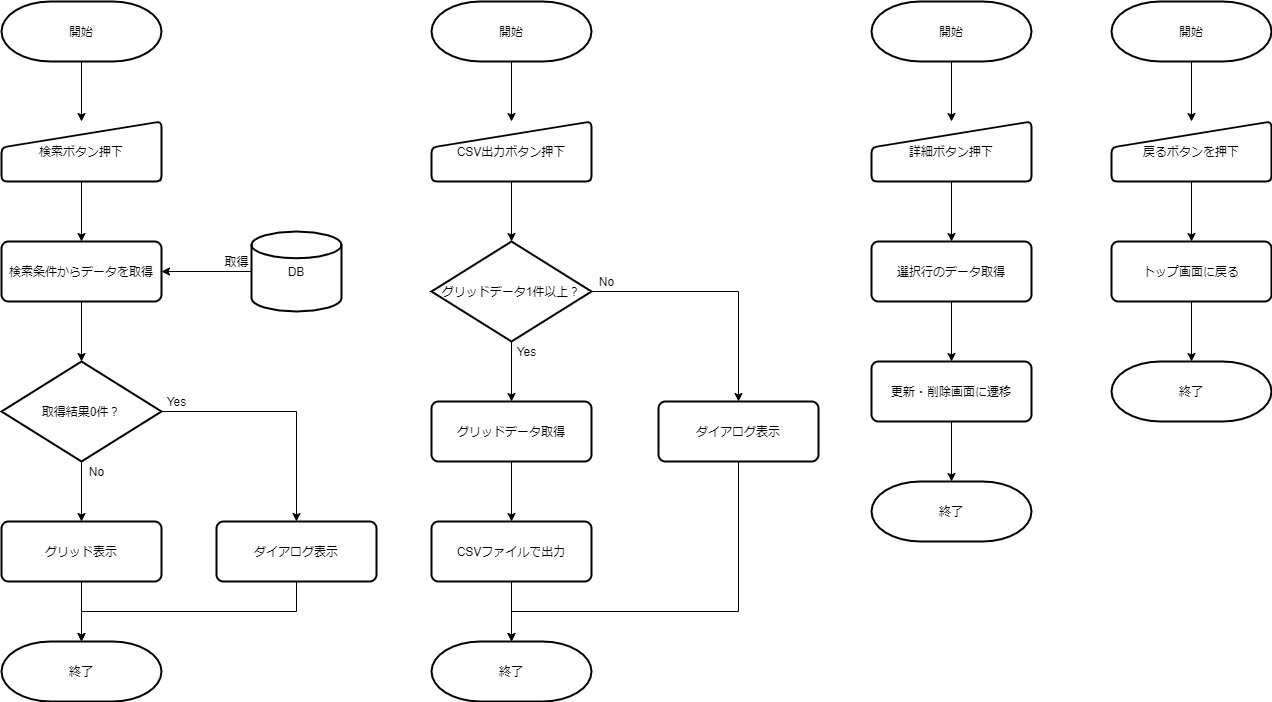 開始
検索ボタン押下
検索条件からデータを取得
取得
DB
取得結果0件？
Yes
No
グリッド表示
ダイアログ表示
終了
開始
CSV出力ボタン押下
グリッドデータ1件以上？
No
Yes
グリッドデータ取得
ダイアログ表示
CSVファイルで出力
終了
開始
詳細ボタン押下
選択行のデータ取得
更新・削除画面に遷移
終了
開始
戻るボタンを押下
トップ画面に戻る
終了